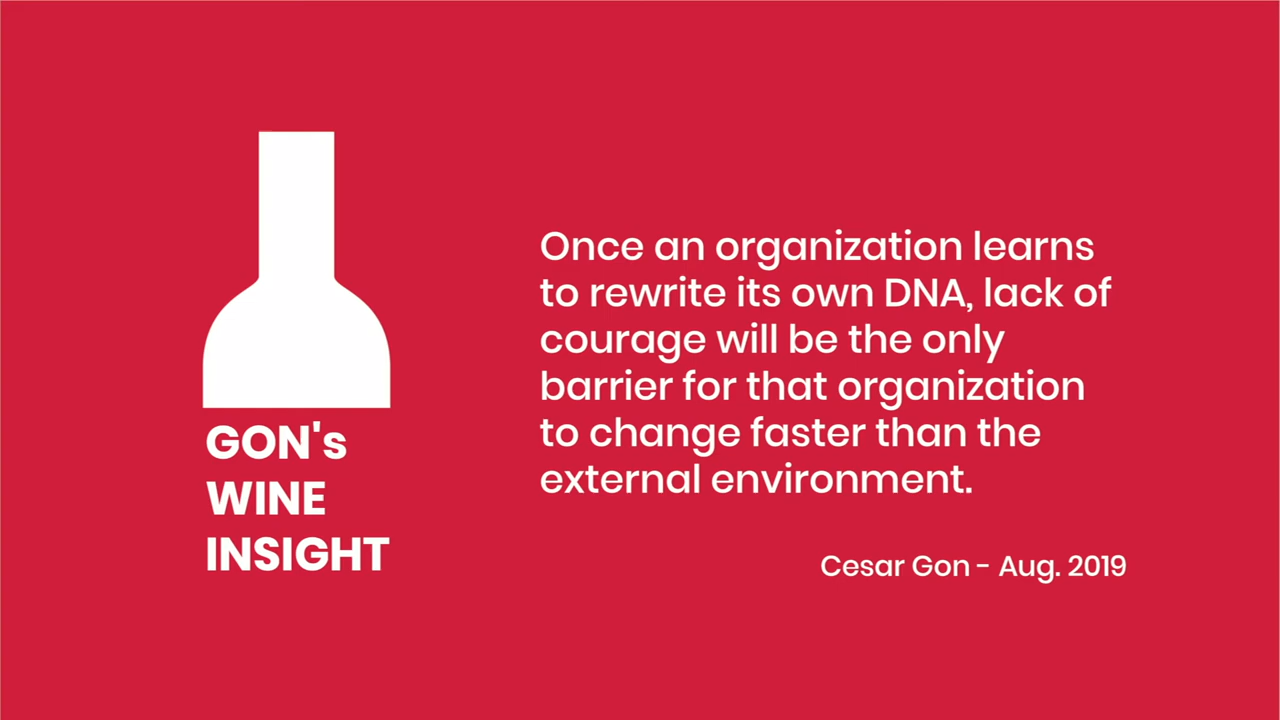 GON's
WINE
INSIGHT
Once an organization learns
to rewrite its own DNA, lack of
courage will be the only
barrier for that organization
to change faster than the
external environment.
Cesar Gon - Aug. 2019